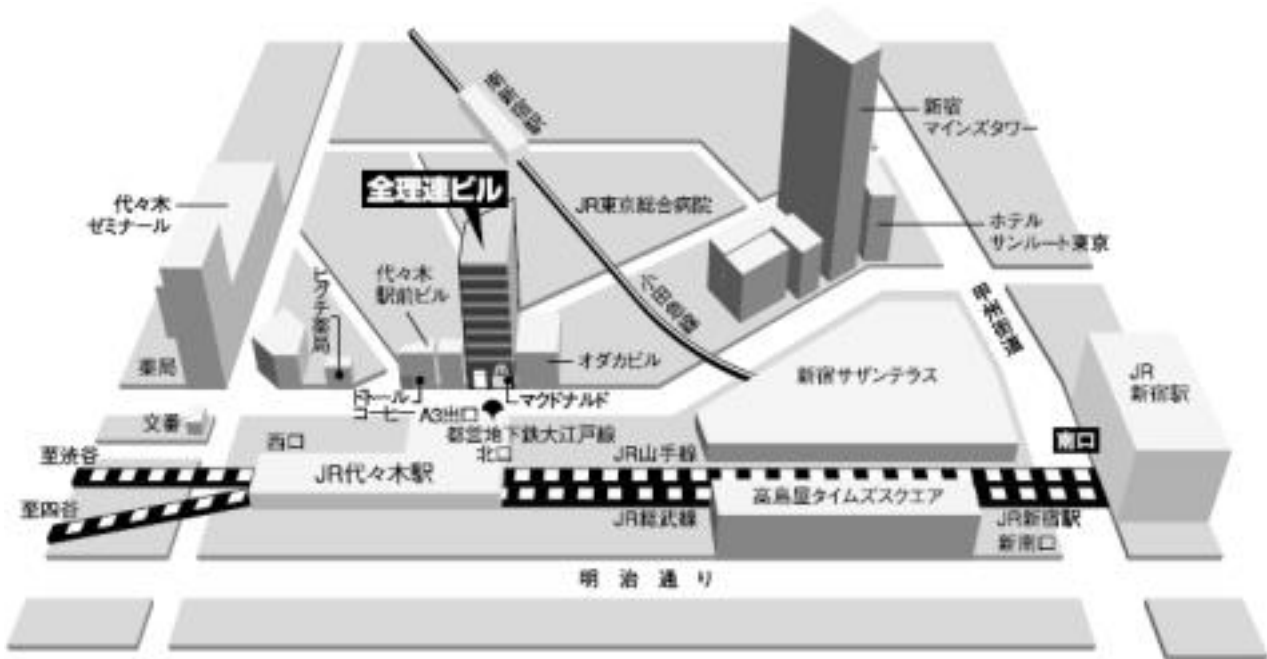 南新宿駅
新宿
マインズタワー
全理連ビル
代々木
ゼミナール
JR東京総合病院
ホテル
サンルート東京
ヒグチ薬局
代々木
駅前ビル
小田急線
甲州街道
オダカビル
新宿サザンテラス
JR
新宿駅
薬局
ドトール
コーヒー
A3出口
マクドナルド
交番
都営地下鉄大江戸線
北口
西口
南口
至渋谷
JR代々木駅
JR山手線
高島屋タイムズスクエア
至四谷
JR総武線
JR新宿駅
新南口
明治通り